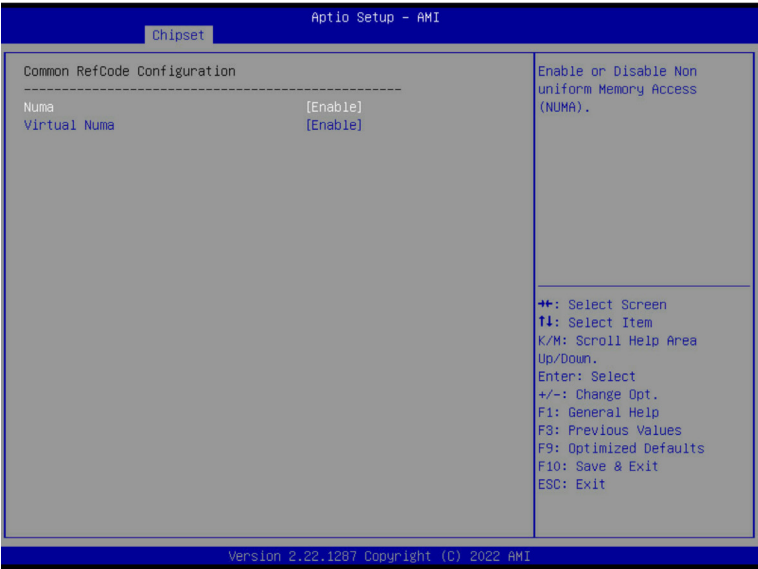 Aptio Setup – AMI
Chipset
Common RefCode Configuration
--------------------------------------------------
Numa [Enable]
Virtual Numa [Enable]
Enable or Disable Non
uniform Memory Access
(NUMA).
→←: Select Screen
↑↓: Select Item
K/M: Scroll Help Area
Up/Down.
Enter: Select
+/-: Change Opt.
F1: General Help
F3: Previous Values
F9: Optimized Defaults
F10: Save & Exit
ESC: Exit
Version 2.22.1287 Copyright (C) 2022 AMI